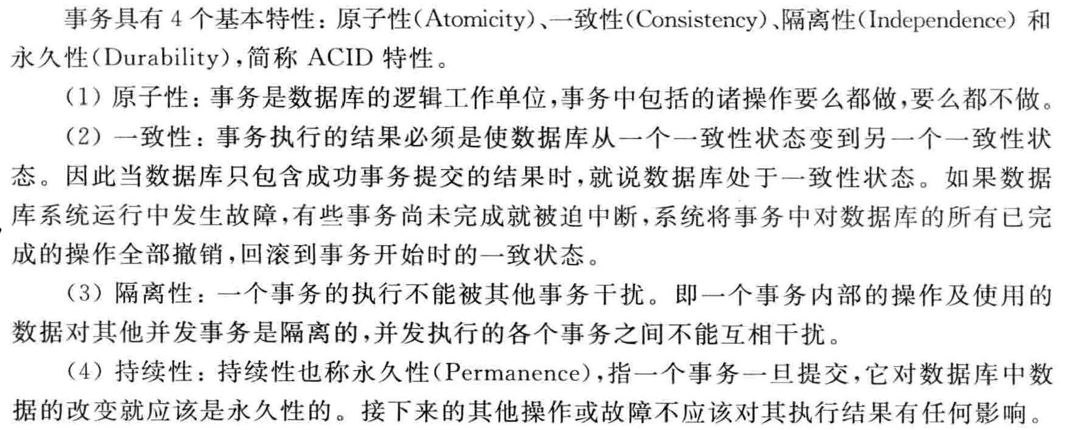 事务具有 4 个基本特性：原子性(Atomicity)、一致性(Consistency)、隔离性(Independence) 和
永久性(Durability)，简称 ACID 特性。
(1) 原子性：事务是数据库的逻辑工作单位，事务中包括的诸操作要么都做，要么都不做。
(2) 一致性：事务执行的结果必须是使数据库从一个一致性状态变到另一个一致性状
态。因此当数据库只包含成功事务提交的结果时，就说数据库处于一致性状态。如果数据
库系统运行中发生故障，有些事务尚未完成就被迫中断，系统将事务中对数据库的所有已完
成的操作全部撤销，回滚到事务开始时的一致状态。
(3) 隔离性：一个事务的执行不能被其他事务干扰。即一个事务内部的操作及使用的
数据对其他并发事务是隔离的，并发执行的各个事务之间不能互相干扰。
(4) 持续性：持续性也称永久性(Permanence)，指一个事务一旦提交，它对数据库中数
据的改变就应该是永久性的。接下来的其他操作或故障不应该对其执行结果有任何影响。